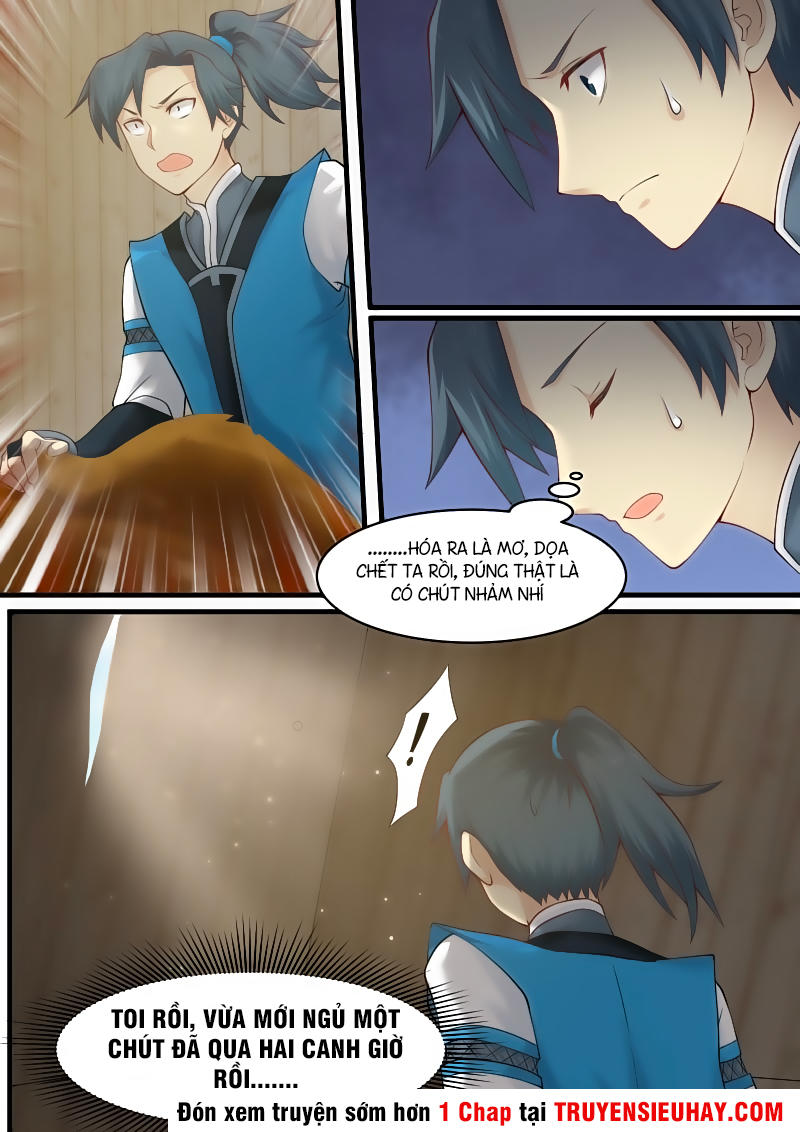 ........HÓA RA LÀ MƠ, DỌA
CHẾT TA RỒI, ĐÚNG THẬT LÀ
CÓ CHÚT NHẢM NHÍ
!
TOI RỒI, VỪA MỚI NGỦ MỘT
CHÚT ĐÃ QUA HAI CANH GIỜ
RỒI.......
Đón xem truyện sớm hơn 1 Chap tại TRUYENSIEUHAY.COM